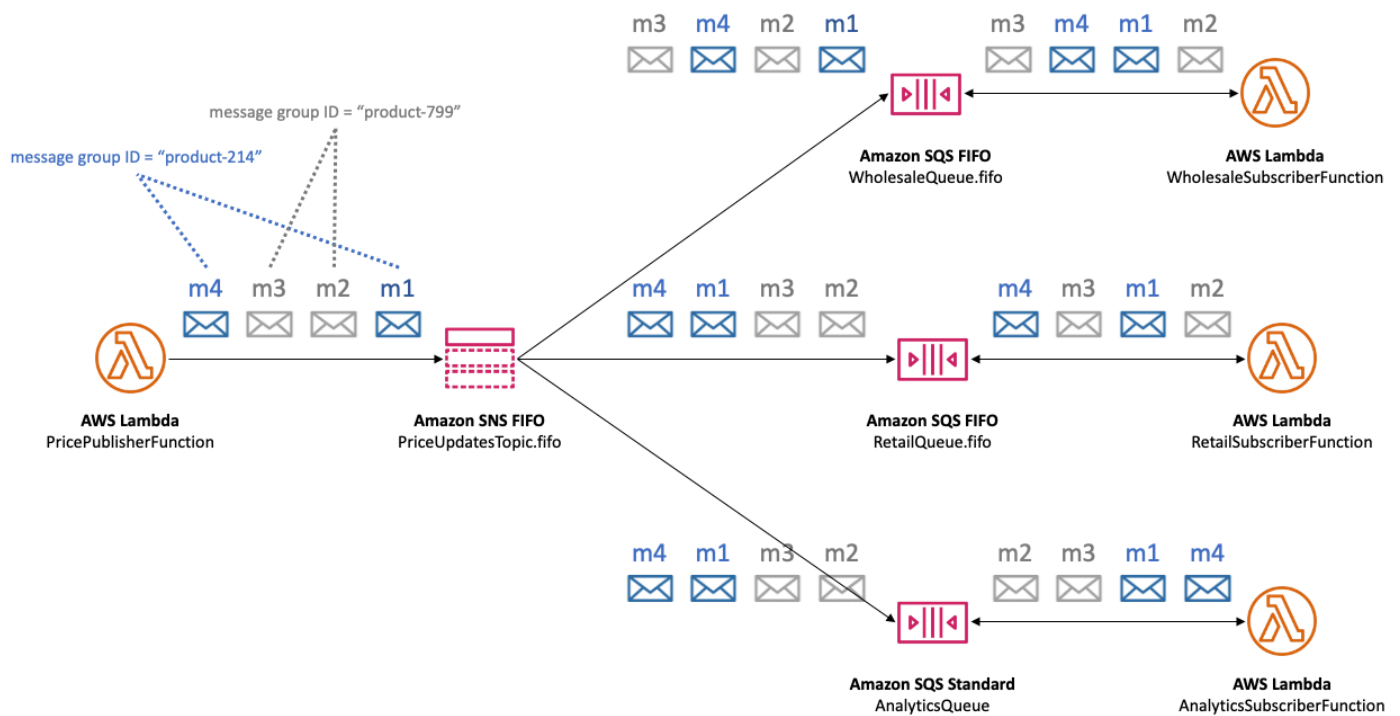 m3 m4 m2 m1
m3 m4 m1 m2
message group ID = “product-799”
message group ID = “product-214”
Amazon SQS FIFO
WholesaleQueue.fifo
AWS Lambda
WholesaleSubscriberFunction
m4 m3 m2 m1
m4 m1 m3 m2
m4 m3 m1 m2
AWS Lambda
PricePublisherFunction
Amazon SNS FIFO
PriceUpdatesTopic.fifo
Amazon SQS FIFO
RetailQueue.fifo
AWS Lambda
RetailSubscriberFunction
m4 m1 m3 m2
m2 m3 m1 m4
Amazon SQS Standard
AnalyticsQueue
AWS Lambda
AnalyticsSubscriberFunction